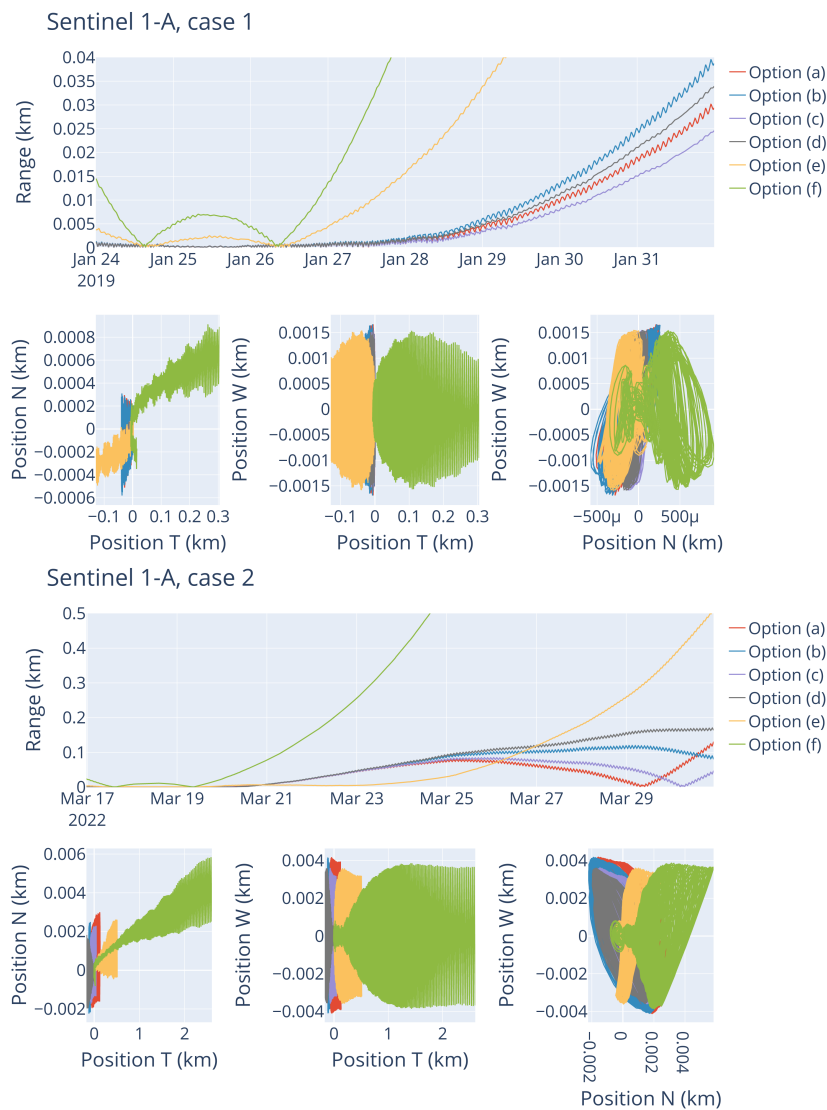 Sentinel 1-A, case 1
Range (km)
0.04
0.035
0.03
0.025
0.02
0.015
0.01
0.005
0
Jan 24 Jan 25 Jan 26 Jan 27 Jan 28 Jan 29 Jan 30 Jan 31
2019
Option (a)
Option (b)
Option (c)
Option (d)
Option (e)
Option (f)
Position N (km)
0.0008
0.0006
0.0004
0.0002
0
−0.0002
−0.0004
−0.0006
−0.1 0 0.1 0.2 0.3
Position T (km)
Position W (km)
0.0015
0.001
0.0005
0
−0.0005
−0.001
−0.0015
−0.1 0 0.1 0.2 0.3
Position T (km)
Position W (km)
0.0015
0.001
0.0005
0
−0.0005
−0.001
−0.0015
−500μ 0 500μ
Position N (km)
Sentinel 1-A, case 2
Range (km)
0.5
0.4
0.3
0.2
0.1
0
Mar 17 Mar 19 Mar 21 Mar 23 Mar 25 Mar 27 Mar 29
2022
Option (a)
Option (b)
Option (c)
Option (d)
Option (e)
Option (f)
Position N (km)
0.006
0.004
0.002
0
−0.002
0 1 2
Position T (km)
Position W (km)
0.004
0.002
0
−0.002
−0.004
0 1 2
Position T (km)
Position W (km)
0.004
0.002
0
−0.002
−0.004
−0.002 0 0.002 0.004
Position N (km)